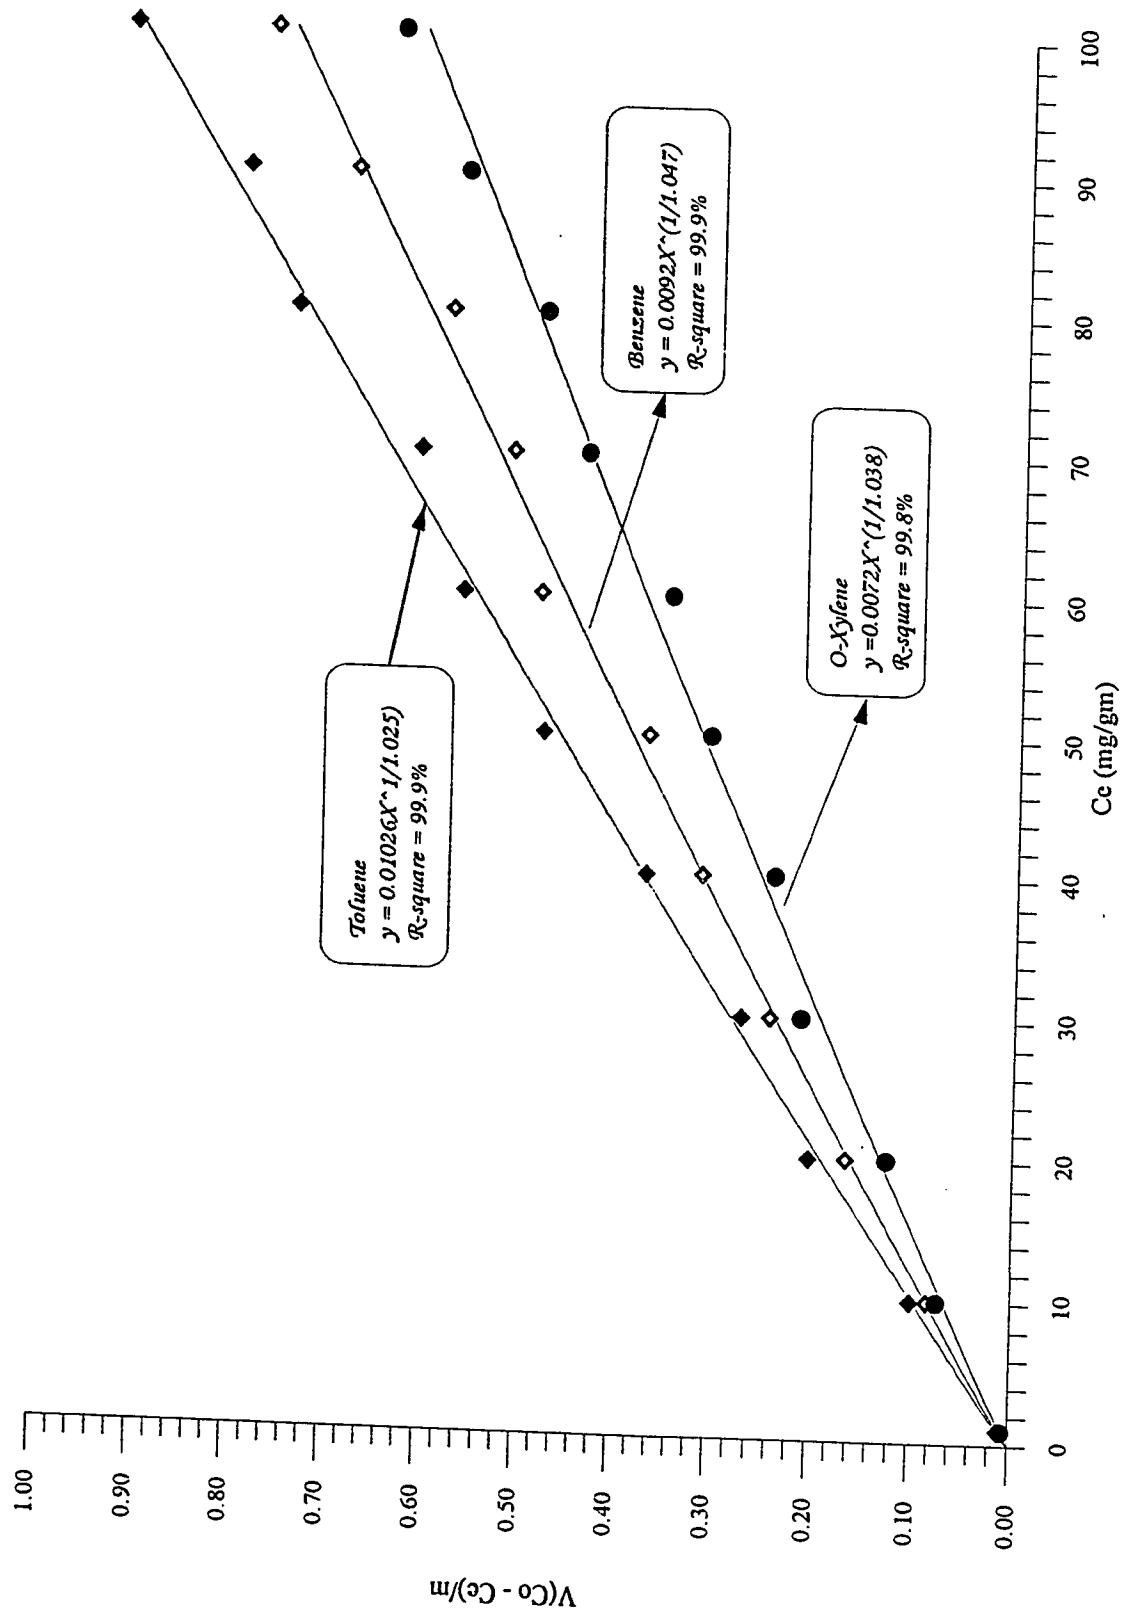 V(Co - Cc)/m
1.00
0.90
0.80
0.70
0.60
0.50
0.40
0.30
0.20
0.10
0.00
Toluene
y = 0.01026X^1/1.025)
R-square = 99.9%
Benzene
y = 0.0092X^(1/1.047)
R-square = 99.9%
O-Xylene
y =0.0072X^(1/1.038)
R-square = 99.8%
0 10 20 30 40 50 60 70 80 90 100
Cc (mg/gm)